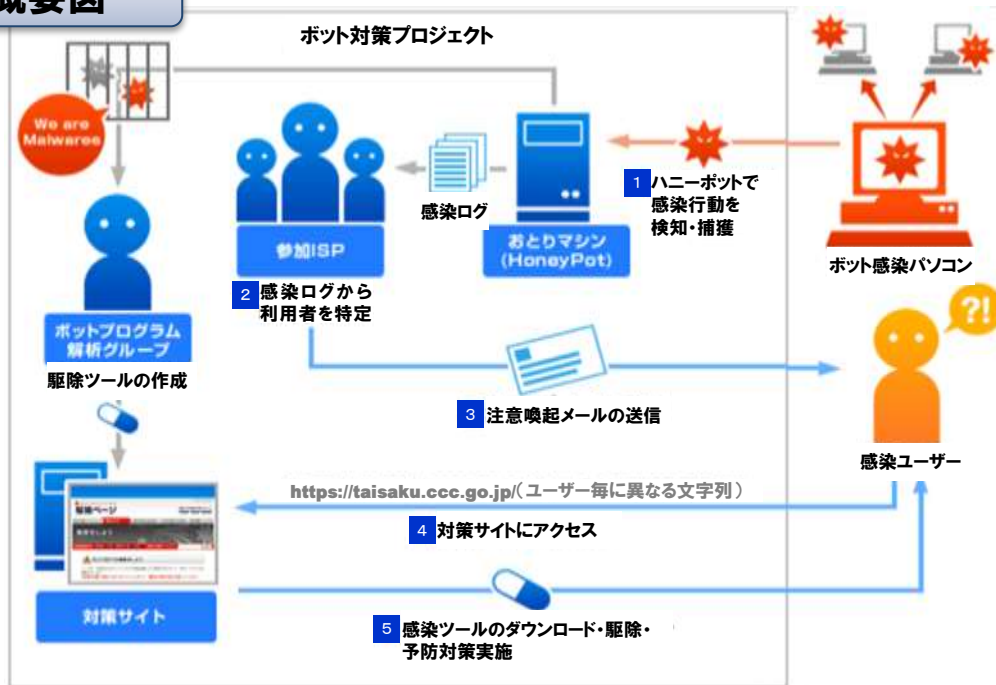 概要図
ボット対策プロジェクト
We are
Malwares
感染ログ
1 ハニーポットで
感染行動を
検知・捕獲
参加ISP
おとりマシン
(HoneyPot)
ボット感染パソコン
2 感染ログから
利用者を特定
ボットプログラム
解析グループ
駆除ツールの作成
?!
3 注意喚起メールの送信
感染ユーザー
https://taisaku.ccc.go.jp/(ユーザー毎に異なる文字列)
4 対策サイトにアクセス
駆除ページ
対策サイト
5 感染ツールのダウンロード・駆除・
予防対策実施